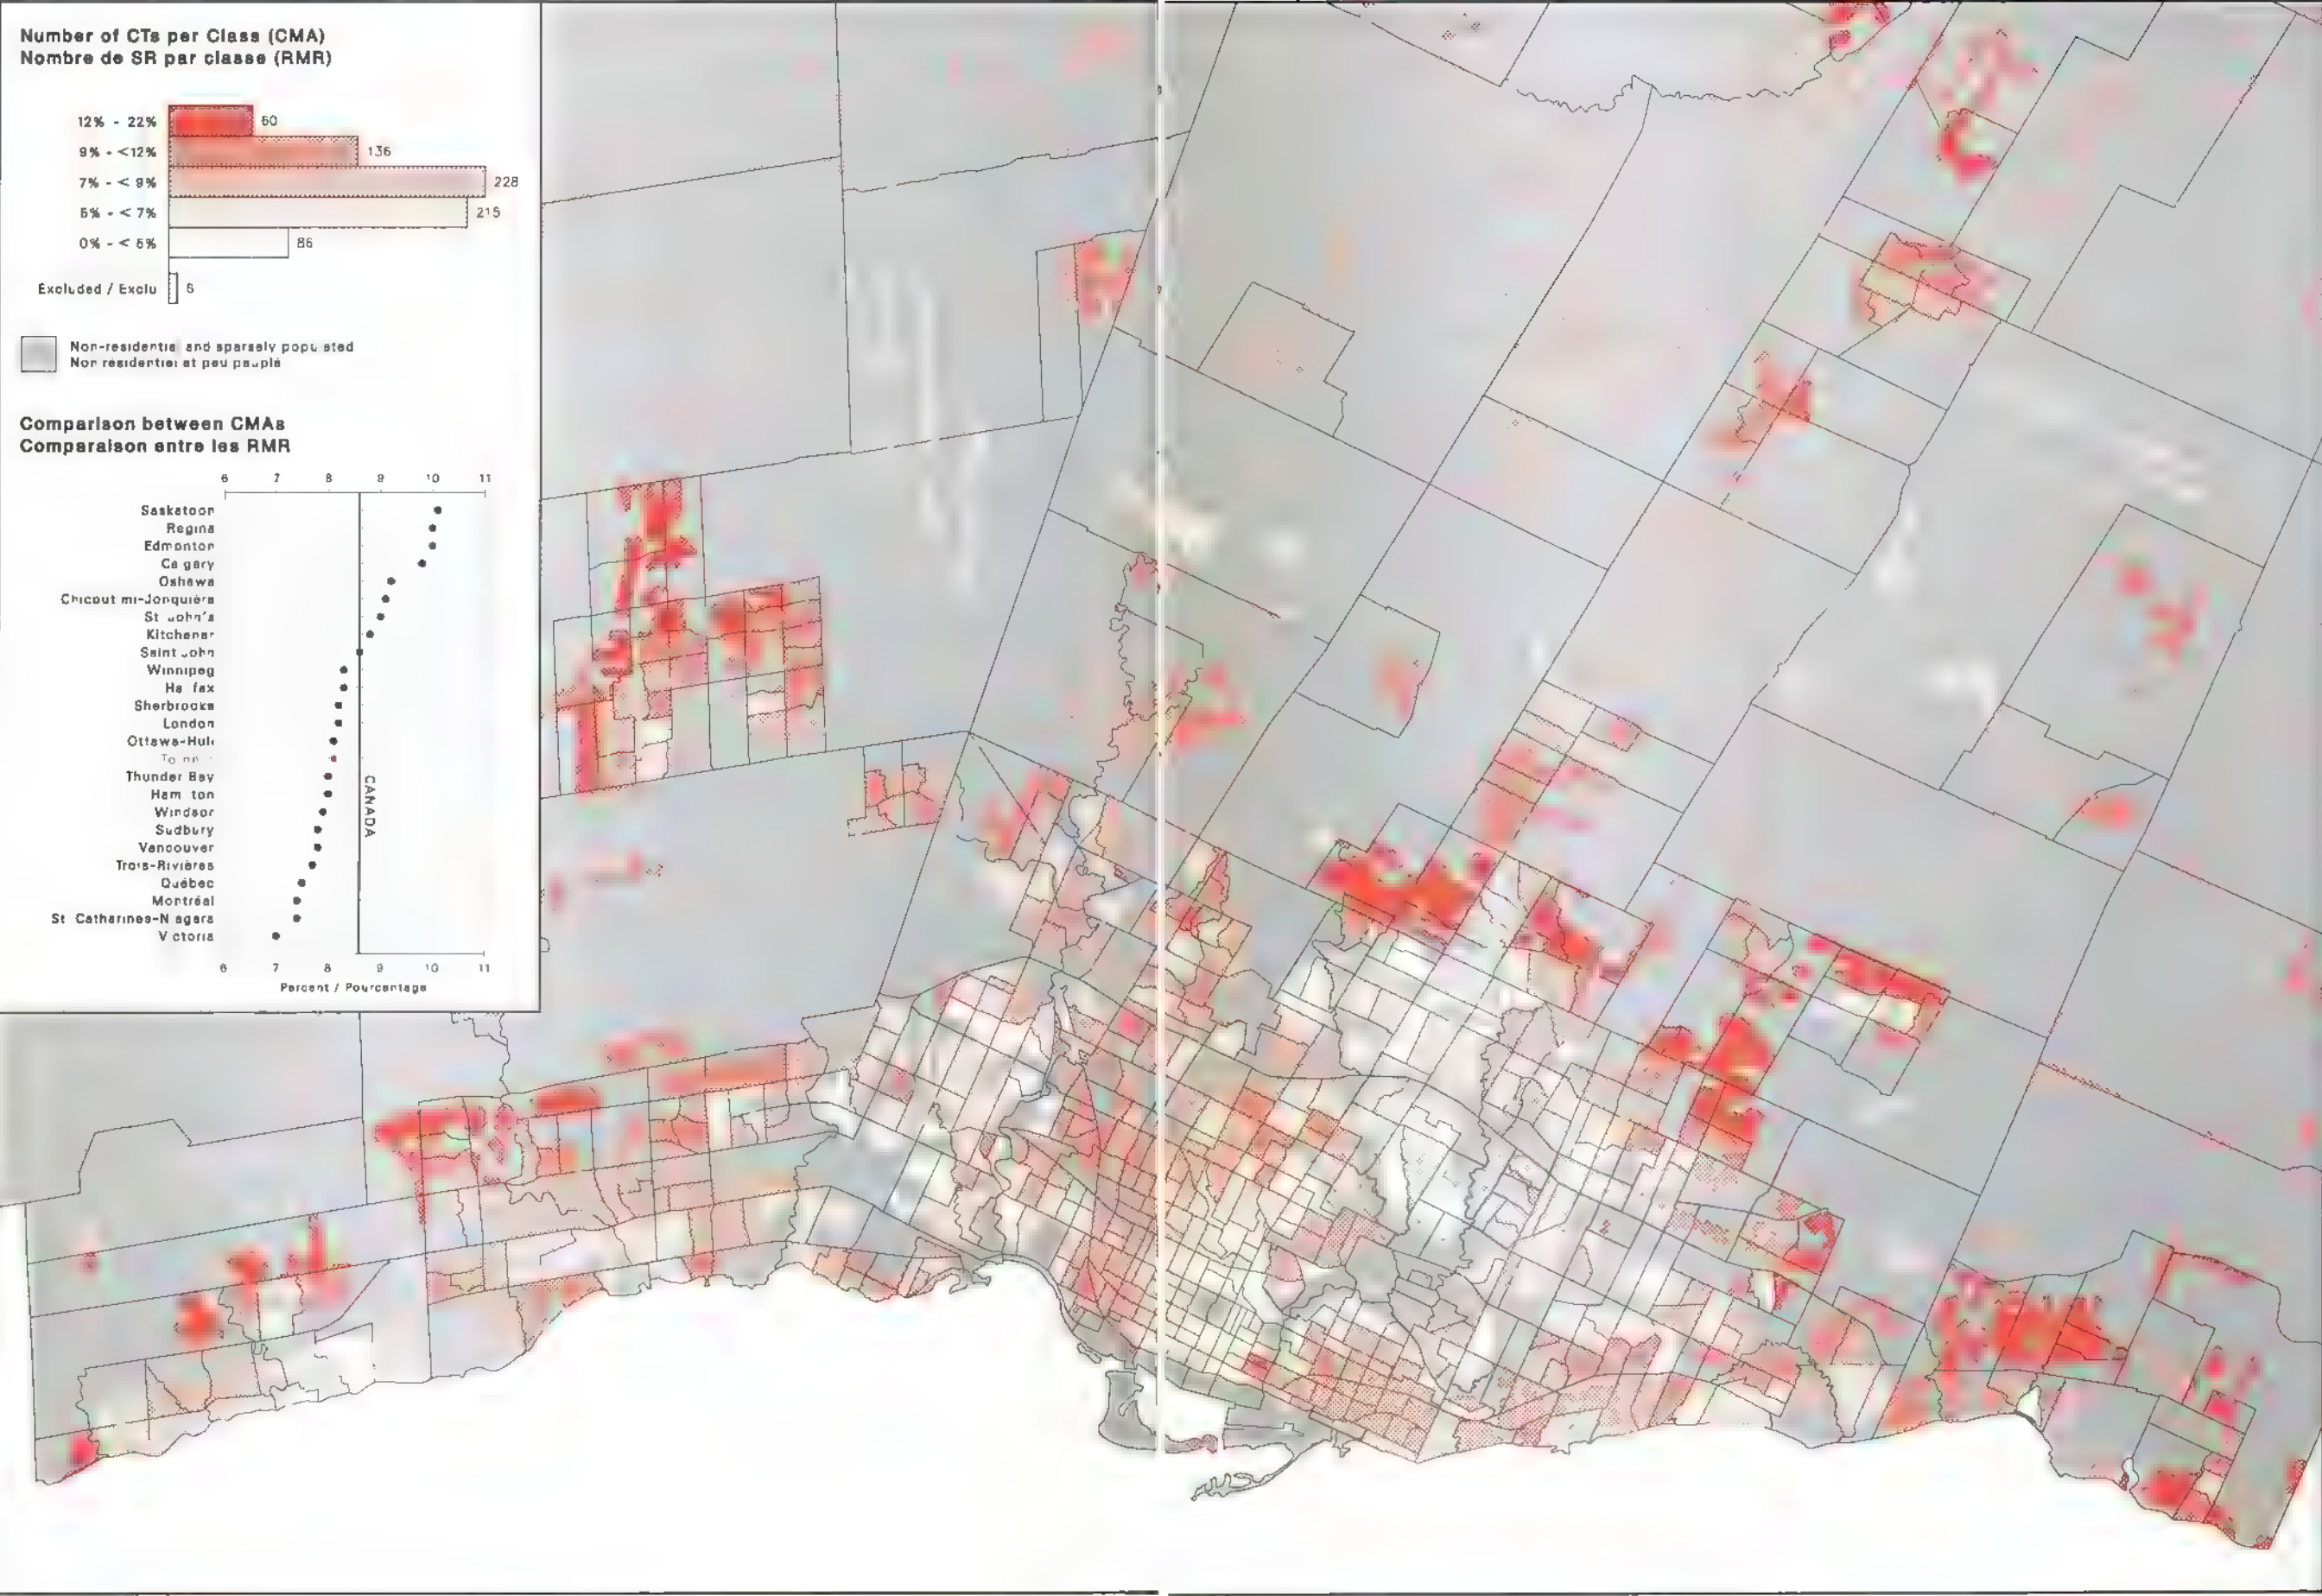 Number of CTs per Class (CMA)
Nombre de SR par classe (RMR)
12% - 22% 60
9% - <12% 136
7% - < 9% 228
5% - < 7% 215
0% - < 5% 86
Excluded / Exclu 6
Non-residential and sparsely populated
Non résidentiel et peu peuplé
Comparison between CMAs
Comparaison entre les RMR
6 7 8 9 10 11
Saskatoon
Regina
Edmonton
Calgary
Oshawa
Chicoutimi-Jonquière
St John's
Kitchener
Saint John
Winnipeg
Halifax
Sherbrooke
London
Ottawa-Hull
Thunder Bay
Hamilton
Windsor
Sudbury
Vancouver
Trois-Rivières
Québec
Montréal
St Catharines-Niagara
Victoria
CANADA
6 7 8 9 10 11
Percent / Pourcentage